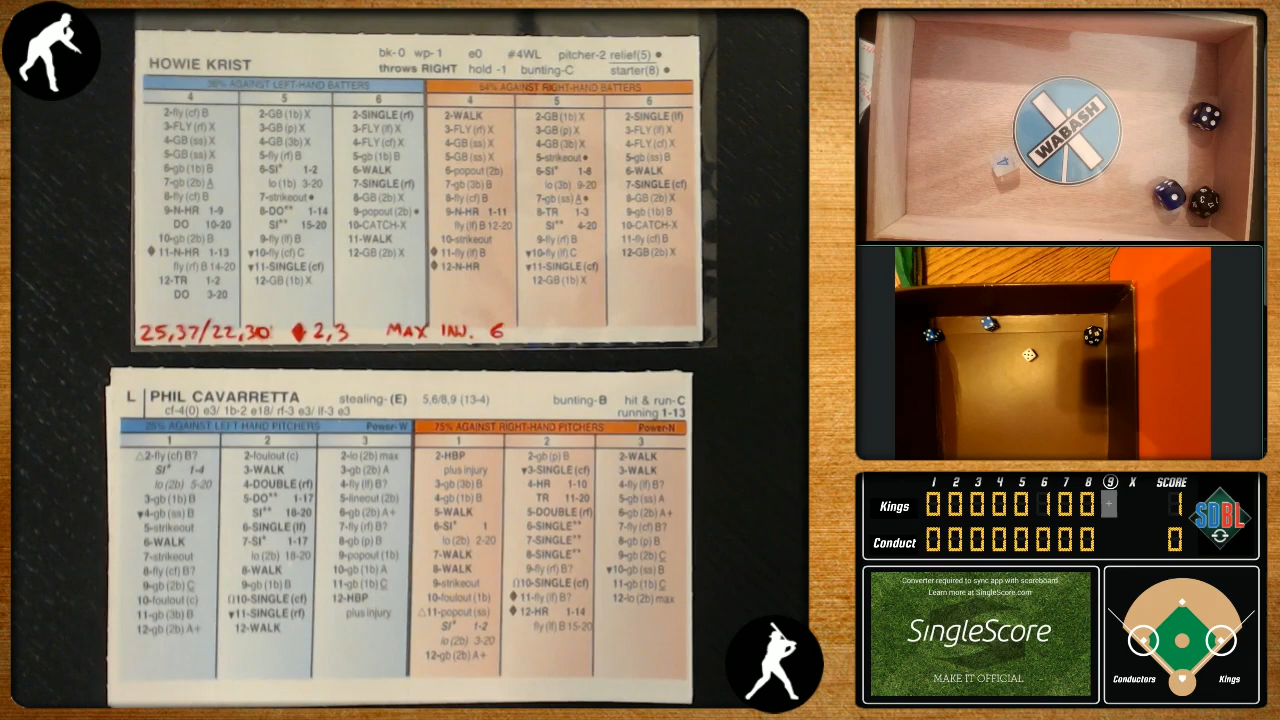 HOWIE KRIST
bk-0 wp-1 e0 #4WL pitcher-2 relief(5) ●
throws RIGHT hold -1 bunting-C starter(8) ●
36% AGAINST LEFT-HAND BATTERS
4 5 6
2-fly (cf) B
3-FLY (rf) X
4-GB (ss) X
5-GB (ss) X
6-gb (1b) B
7-gb (2b) A
8-fly (cf) B
9-N-HR 1-9
DO 10-20
10-gb (2b) B
♦ 11-N-HR 1-13
fly (rf) B 14-20
12-TR 1-2
DO 3-20
2-GB (1b) X
3-GB (p) X
4-GB (3b) X
5-fly (rf) B
6-SI* 1-2
lo (1b) 3-20
7-strikeout ●
8-DO** 1-14
SI** 15-20
9-fly (lf) B
▼10-fly (cf) C
▼11-SINGLE (cf)
12-GB (1b) X
2-SINGLE (rf)
3-FLY (lf) X
4-FLY (cf) X
5-gb (1b) B
6-WALK
7-SINGLE (rf)
8-GB (2b) X
9-popout (2b) ●
10-CATCH-X
11-WALK
12-GB (2b) X
64% AGAINST RIGHT-HAND BATTERS
4 5 6
2-WALK
3-FLY (rf) X
4-GB (ss) X
5-GB (ss) X
6-popout (2b)
7-gb (3b) B
8-fly (cf) B
9-N-HR 1-11
fly (lf) B 12-20
10-strikeout
♦ 11-fly (lf) B
♦ 12-N-HR
2-GB (1b) X
3-GB (p) X
4-GB (3b) X
5-strikeout ●
6-SI* 1-8
lo (3b) 9-20
7-gb (ss) A ●
8-TR 1-3
SI** 4-20
9-fly (rf) B
▼10-fly (lf) C
▼11-SINGLE (cf)
12-GB (1b) X
2-SINGLE (lf)
3-FLY (lf) X
4-FLY (cf) X
5-gb (ss) B
6-WALK
7-SINGLE (cf)
8-GB (2b) X
9-gb (1b) B
10-CATCH-X
11-fly (cf) B
12-GB (2b) X
25,37/22,30 ♦2,3 MAX INJ. 6
L PHIL CAVARRETTA stealing- (E) 5,6/8,9 (13-4) bunting-B hit & run-C
cf-4(0) e3/ 1b-2 e18/ rf-3 e3/ lf-3 e3 running 1-13
25% AGAINST LEFT HAND PITCHERS Power- W
1 2 3
△2-fly (cf) B?
SI* 1-4
lo (2b) 5-20
3-gb (1b) B
▼4-gb (ss) B
5-strikeout
6-WALK
7-strikeout
8-fly (cf) B?
9-gb (2b) C
10-foulout (c)
11-gb (3b) B
12-gb (2b) A+
2-foulout (c)
3-WALK
4-DOUBLE (rf)
5-DO** 1-17
SI** 18-20
6-SINGLE (lf)
7-SI* 1-17
lo (2b) 18-20
8-WALK
9-gb (1b) B
Ω10-SINGLE (cf)
▼11-SINGLE (rf)
12-WALK
2-lo (2b) max
3-gb (2b) A
4-fly (lf) B?
5-lineout (2b)
6-gb (2b) A+
7-fly (rf) B?
8-gb (p) B
9-popout (1b)
10-gb (1b) A
11-gb (1b) C
12-HBP
plus injury
75% AGAINST RIGHT-HAND PITCHERS Power-N
1 2 3
2-HBP
plus injury
3-gb (3b) B
4-gb (1b) B
5-WALK
6-SI* 1
lo (2b) 2-20
7-WALK
8-WALK
9-strikeout
10-foulout (1b)
△11-popout (ss)
SI* 1-2
lo (2b) 3-20
12-gb (2b) A+
2-gb (p) B
▼3-SINGLE (cf)
4-HR 1-10
TR 11-20
5-DOUBLE (rf)
6-SINGLE**
7-SINGLE**
8-SINGLE**
9-fly (rf) B?
Ω10-SINGLE (cf)
♦ 11-fly (lf) B?
♦ 12-HR 1-14
fly (lf) B 15-20
2-WALK
3-WALK
4-fly (lf) B?
5-gb (ss) A
6-gb (2b) A+
7-fly (cf) B?
8-gb (p) B
9-gb (2b) C
▼10-gb (ss) B
11-gb (1b) C
12-lo (2b) max
WABASH
1 2 3 4 5 6 7 8 9 X SCORE
Kings 0 0 0 0 0 1 0 0 + 1
Conduct 0 0 0 0 0 0 0 0 0
SDBL
Converter required to sync app with scoreboard
Learn more at SingleScore.com
SINGLESCORE
MAKE IT OFFICIAL
Conductors Kings